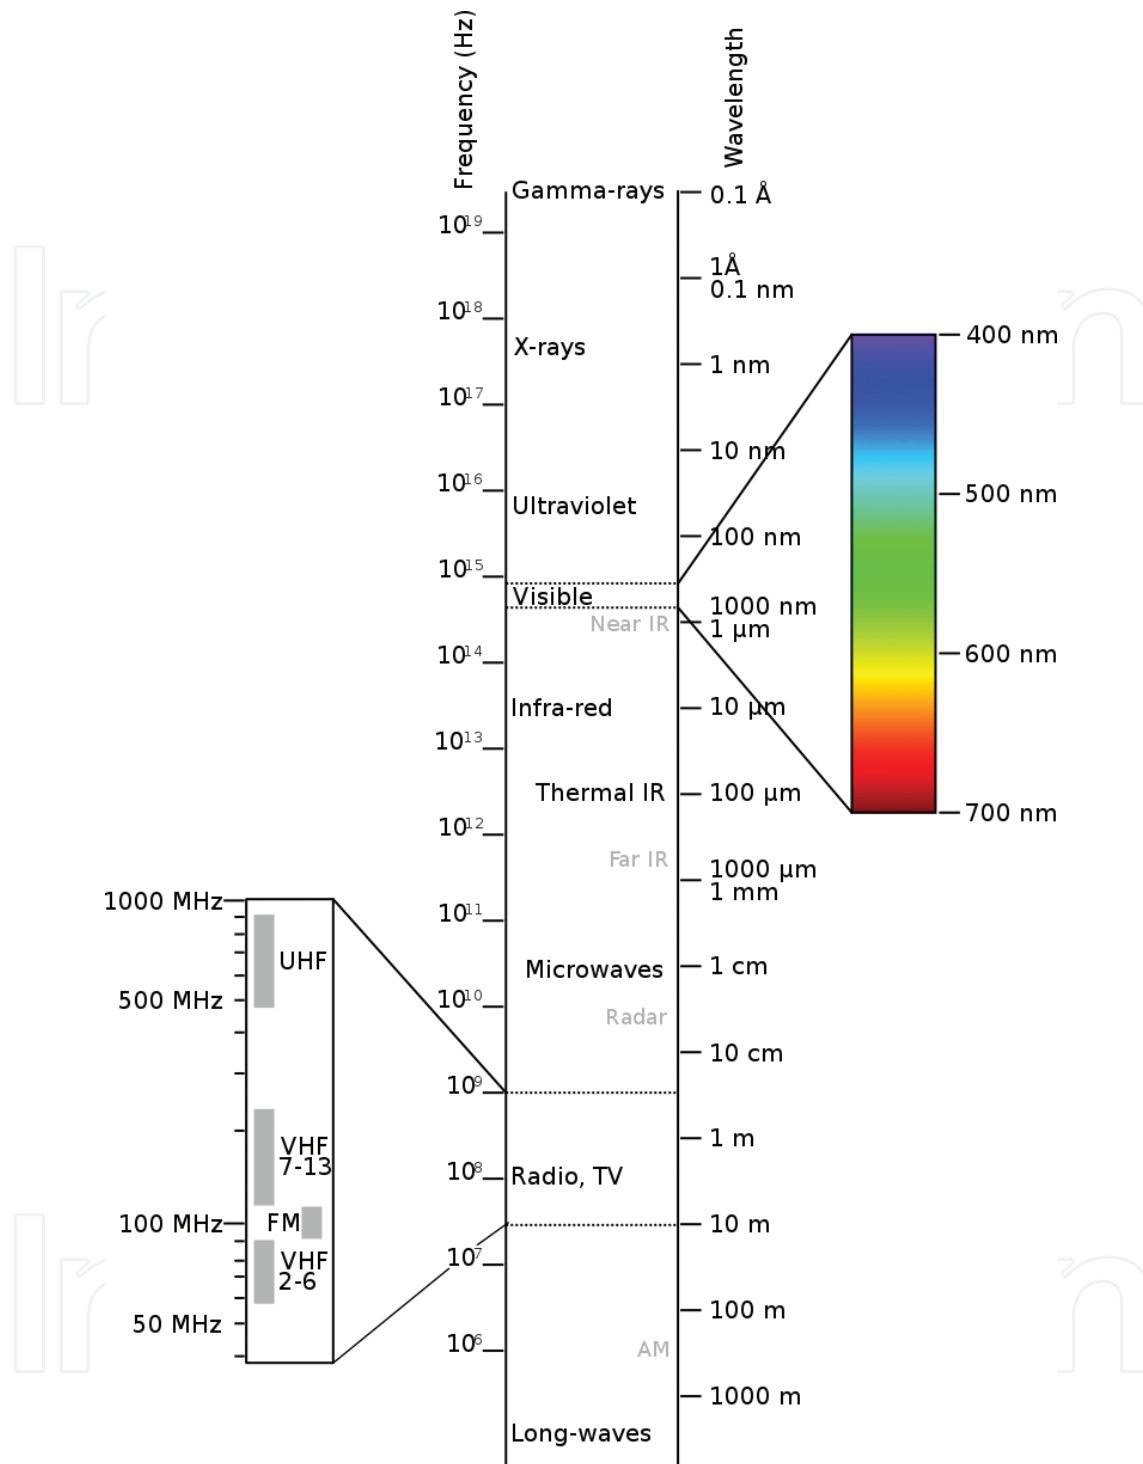 Frequency (Hz)
Wavelength
Gamma-rays
0.1 Å
10¹⁹
1Å
0.1 nm
10¹⁸
X-rays
400 nm
1 nm
10¹⁷
10 nm
10¹⁶
Ultraviolet
500 nm
100 nm
10¹⁵
Visible
1000 nm
Near IR
1 µm
10¹⁴
600 nm
Infra-red
10 µm
10¹³
Thermal IR
100 µm
700 nm
10¹²
Far IR
1000 µm
1 mm
1000 MHz
10¹¹
UHF
Microwaves
1 cm
500 MHz
10¹⁰
Radar
10 cm
10⁹
VHF
7-13
1 m
10⁸
Radio, TV
100 MHz
FM
10 m
VHF
2-6
10⁷
50 MHz
100 m
10⁶
AM
1000 m
Long-waves